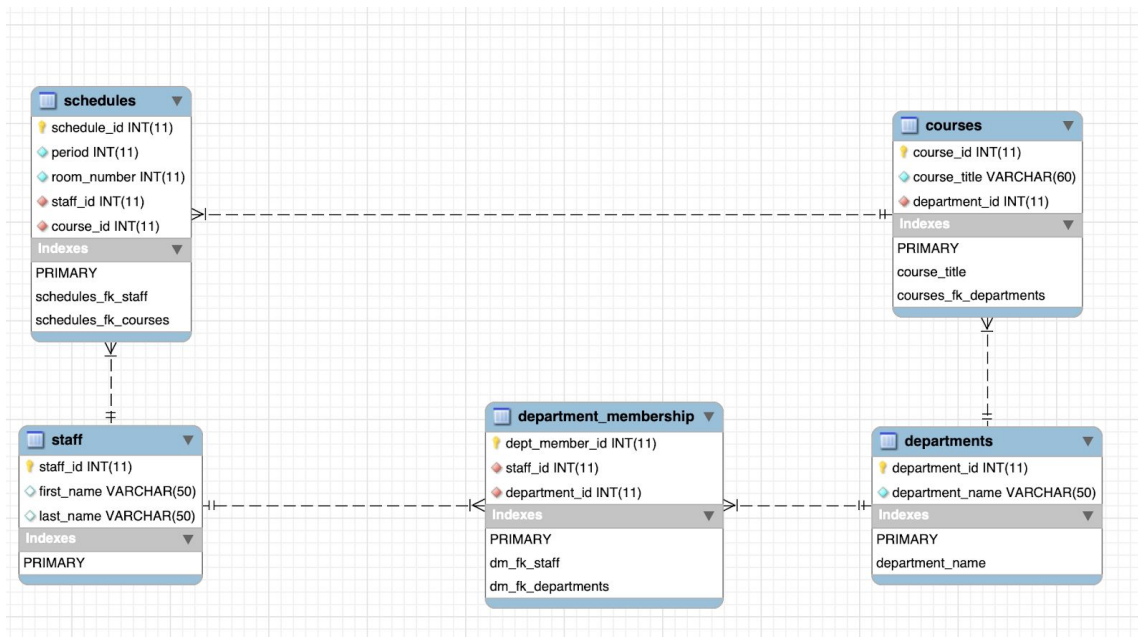 schedules
schedule_id INT(11)
period INT(11)
room_number INT(11)
staff_id INT(11)
course_id INT(11)
Indexes
PRIMARY
schedules_fk_staff
schedules_fk_courses
courses
course_id INT(11)
course_title VARCHAR(60)
department_id INT(11)
Indexes
PRIMARY
course_title
courses_fk_departments
staff
staff_id INT(11)
first_name VARCHAR(50)
last_name VARCHAR(50)
Indexes
PRIMARY
department_membership
dept_member_id INT(11)
staff_id INT(11)
department_id INT(11)
Indexes
PRIMARY
dm_fk_staff
dm_fk_departments
departments
department_id INT(11)
department_name VARCHAR(50)
Indexes
PRIMARY
department_name